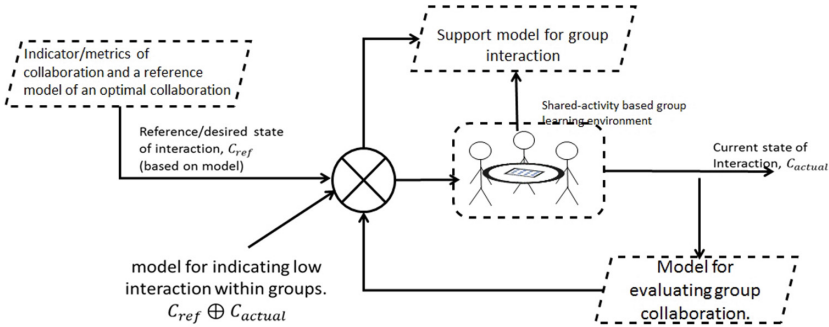 Indicator/metrics of
collaboration and a reference
model of an optimal collaboration
Support model for group
interaction
Shared-activity based group
learning environment
Reference/desired state
of interaction, C_ref
(based on model)
Current state of
Interaction, C_actual
model for indicating low
interaction within groups.
C_ref ⊕ C_actual
Model for
evaluating group
collaboration.